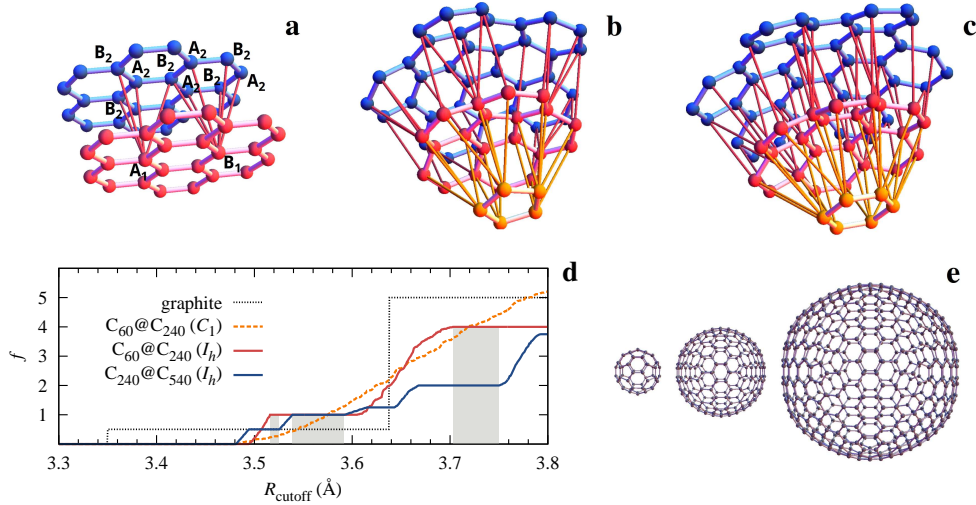 a
b
c
B₂
A₂
B₂
A₂
B₂
A₂
B₂
A₂
B₂
A₁
B₁
d
e
graphite
C₆₀@C₂₄₀ (C₁)
C₆₀@C₂₄₀ (Iₕ)
C₂₄₀@C₅₄₀ (Iₕ)
f
5
4
3
2
1
3.3 3.4 3.5 3.6 3.7 3.8
R_cutoff (Å)